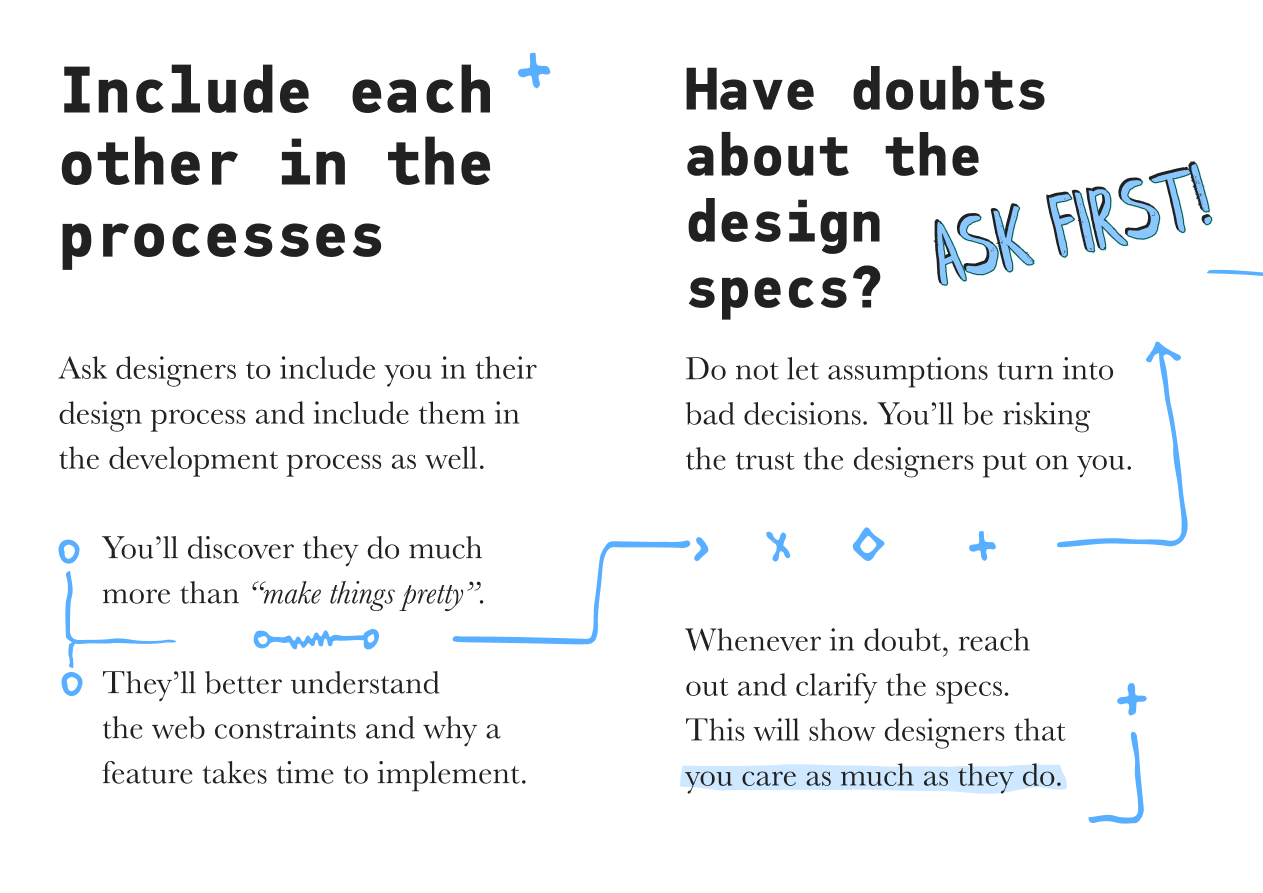 Include each
other in the
processes
Ask designers to include you in their
design process and include them in
the development process as well.
You’ll discover they do much
more than “make things pretty”.
They’ll better understand
the web constraints and why a
feature takes time to implement.
Have doubts
about the
design
specs?
ASK FIRST!
Do not let assumptions turn into
bad decisions. You’ll be risking
the trust the designers put on you.
Whenever in doubt, reach
out and clarify the specs.
This will show designers that
you care as much as they do.